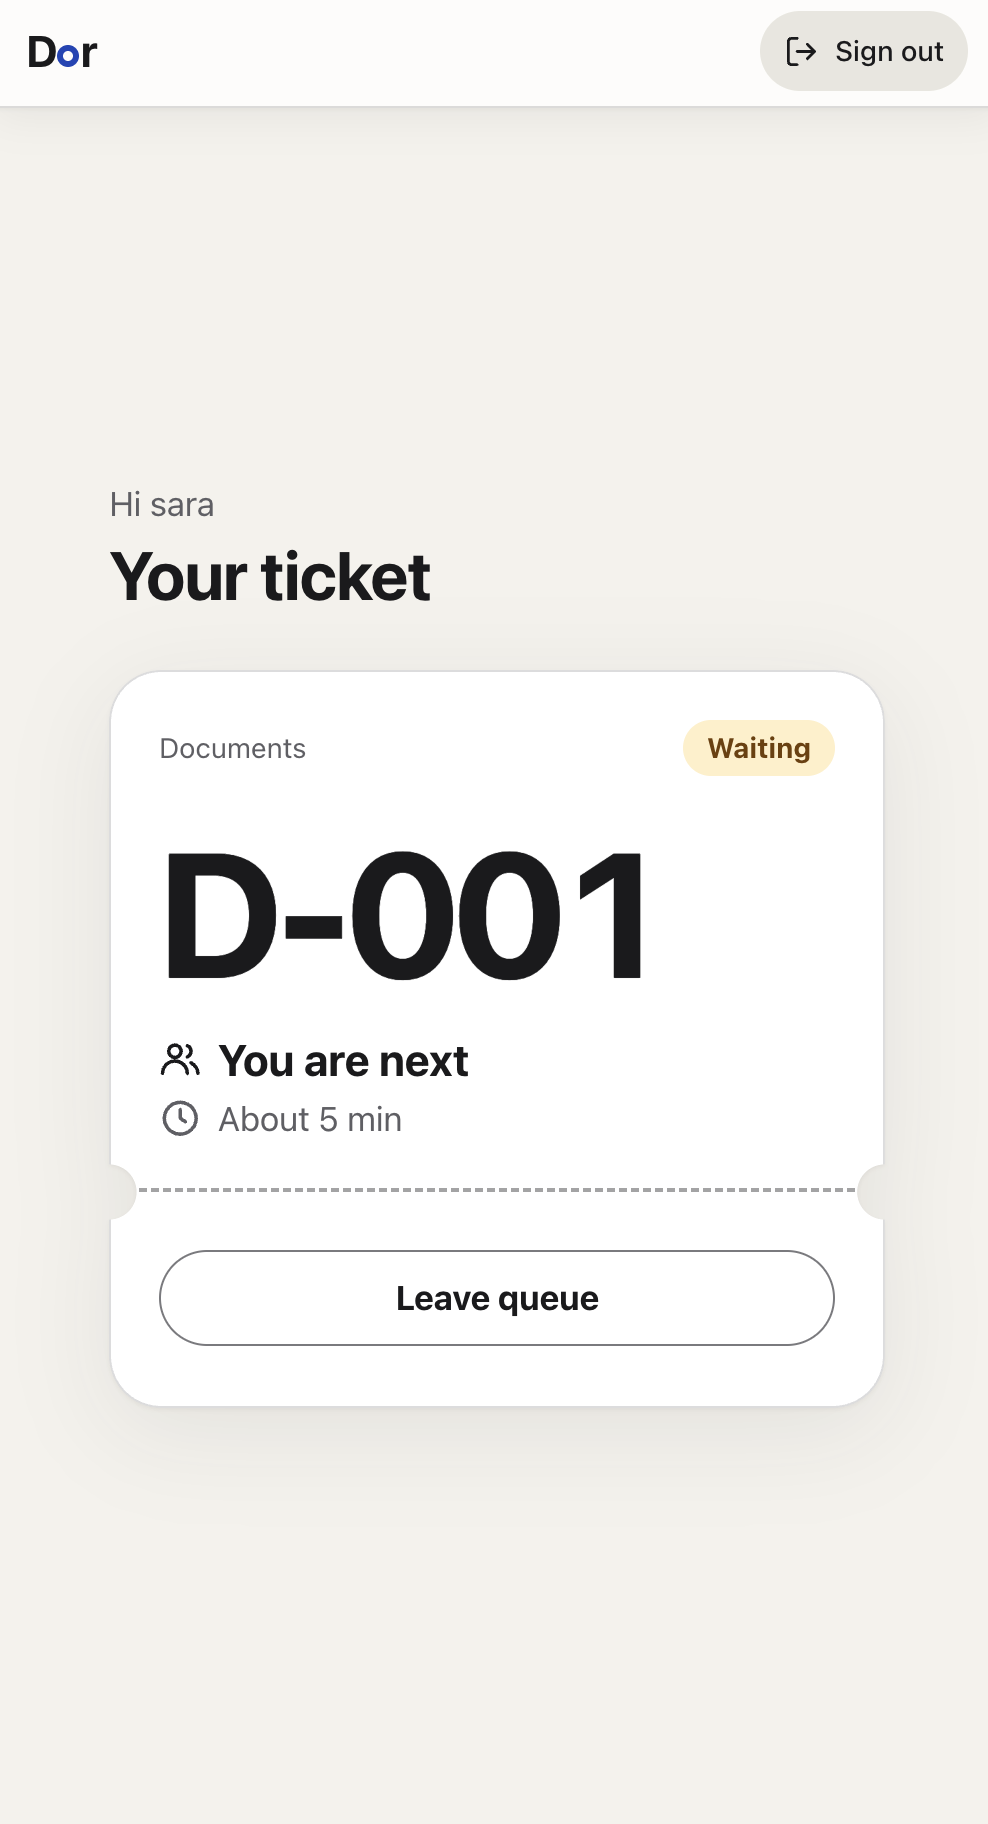 Dor
Sign out
Hi sara
Your ticket
Documents
Waiting
D-001
You are next
About 5 min
Leave queue